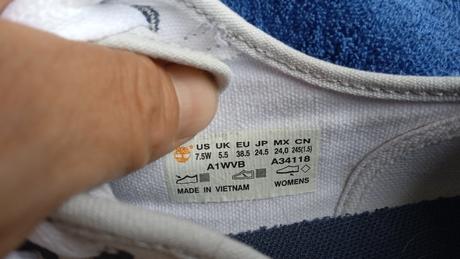 US UK EU JP MX CN
7.5W 5.5 38.5 24.5 24,0 245(1.5)
A1WVB A34118
MADE IN VIETNAM WOMENS